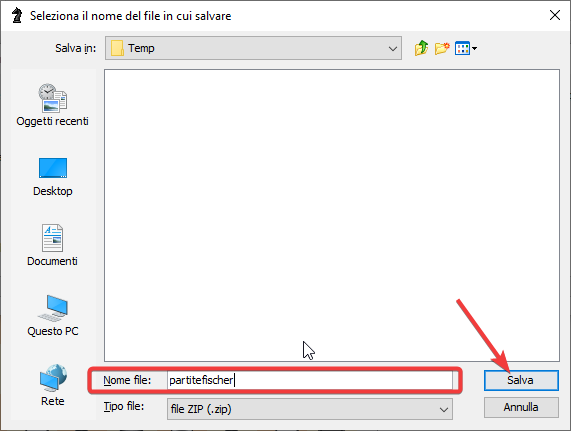 Seleziona il nome del file in cui salvare
Salva in: Temp
Oggetti recenti
Desktop
Documenti
Questo PC
Rete
Nome file: partitefischer Salva
Tipo file: file ZIP (.zip) Annulla